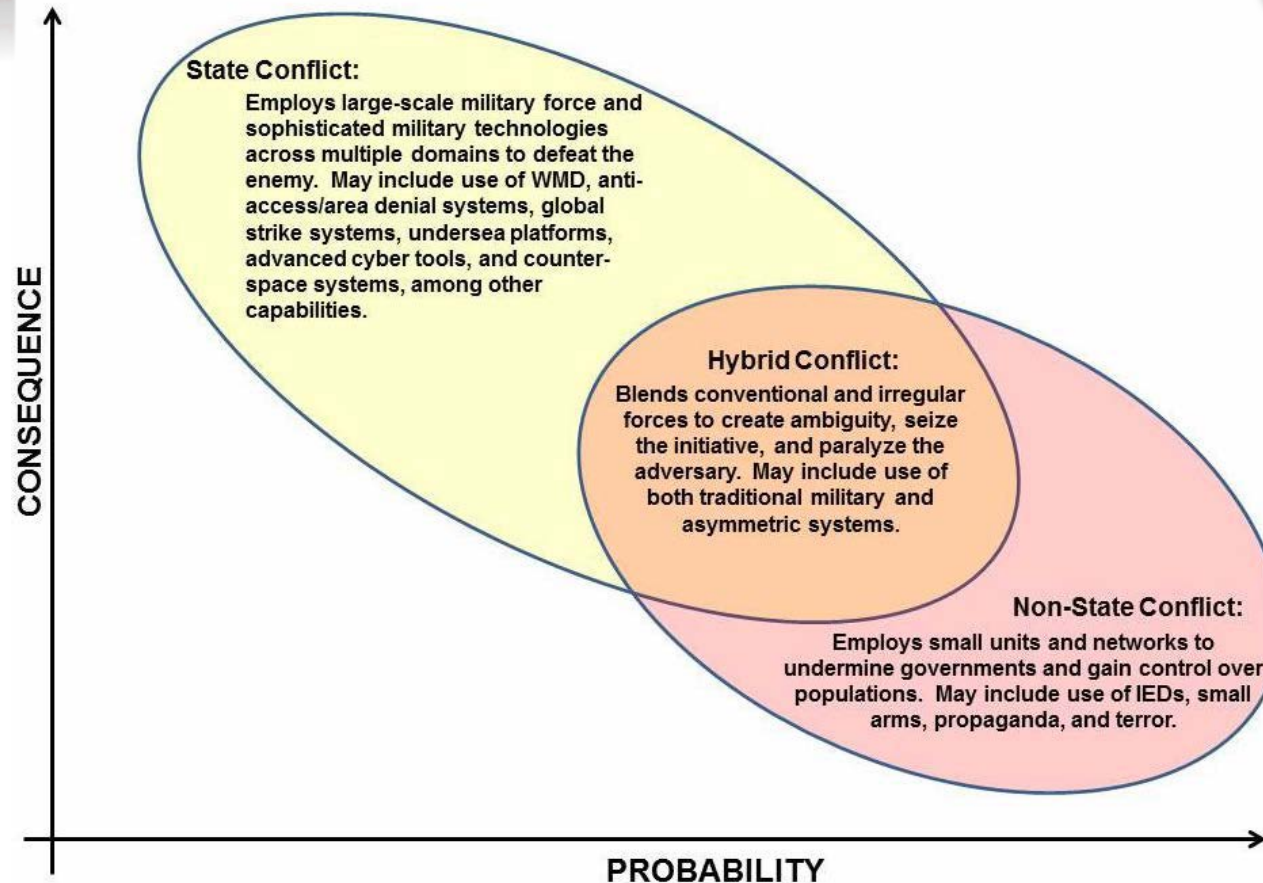 State Conflict:
Employs large-scale military force and
sophisticated military technologies
across multiple domains to defeat the
enemy. May include use of WMD, anti-
access/area denial systems, global
strike systems, undersea platforms,
advanced cyber tools, and counter-
space systems, among other
capabilities.
CONSEQUENCE
Hybrid Conflict:
Blends conventional and irregular
forces to create ambiguity, seize
the initiative, and paralyze the
adversary. May include use of
both traditional military and
asymmetric systems.
Non-State Conflict:
Employs small units and networks to
undermine governments and gain control over
populations. May include use of IEDs, small
arms, propaganda, and terror.
PROBABILITY